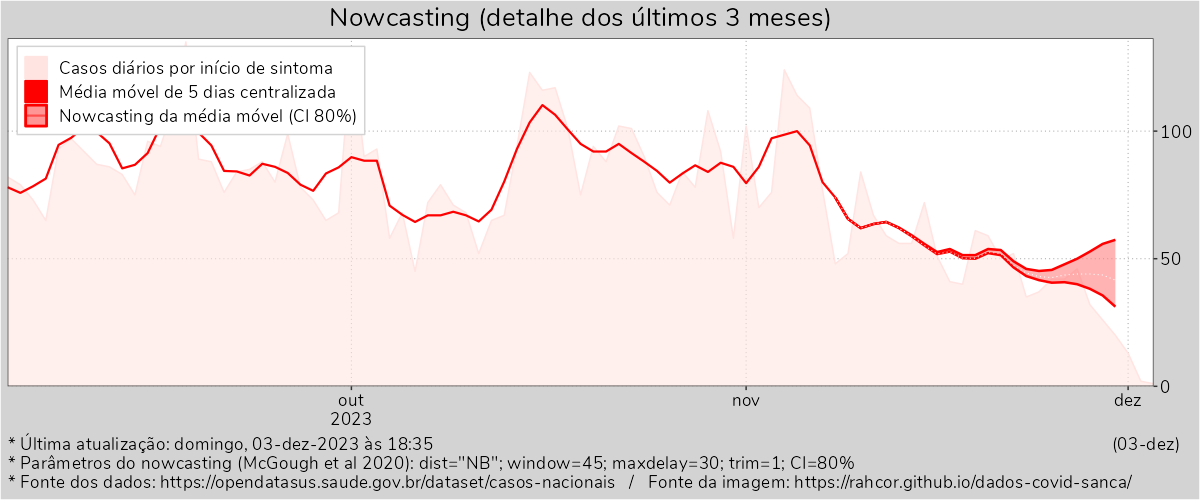 Nowcasting (detalhe dos últimos 3 meses)
Casos diários por início de sintoma
Média móvel de 5 dias centralizada
Nowcasting da média móvel (CI 80%)
100
50
0
out
2023
nov
dez
* Última atualização: domingo, 03-dez-2023 às 18:35
(03-dez)
* Parâmetros do nowcasting (McGough et al 2020): dist="NB"; window=45; maxdelay=30; trim=1; CI=80%
* Fonte dos dados: https://opendatasus.saude.gov.br/dataset/casos-nacionais / Fonte da imagem: https://rahcor.github.io/dados-covid-sanca/